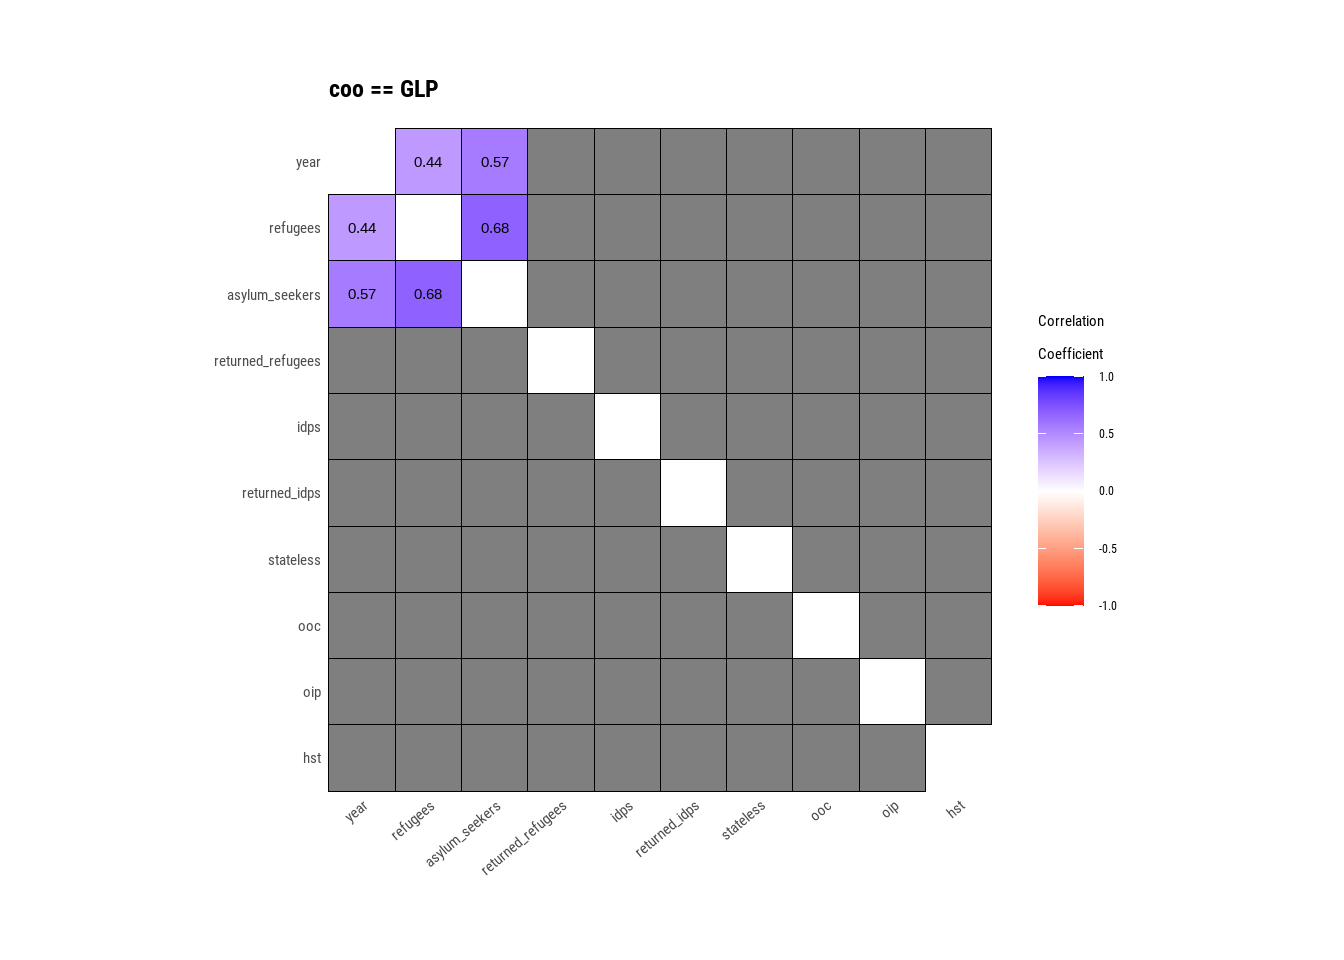 coo == GLP
year 0.44 0.57
refugees 0.44 0.68
asylum_seekers 0.57 0.68
returned_refugees
idps
returned_idps
stateless
ooc
oip
hst
year refugees asylum_seekers returned_refugees idps returned_idps stateless ooc oip hst
Correlation
Coefficient
1.0
0.5
0.0
-0.5
-1.0